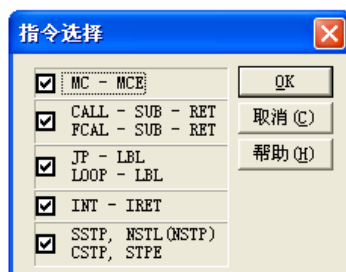 指令选择
MC - MCE
CALL - SUB - RET
FCAL - SUB - RET
JP - LBL
LOOP - LBL
INT - IRET
SSTP, NSTL(NSTP)
CSTP, STPE
OK
取消(C)
帮助(H)